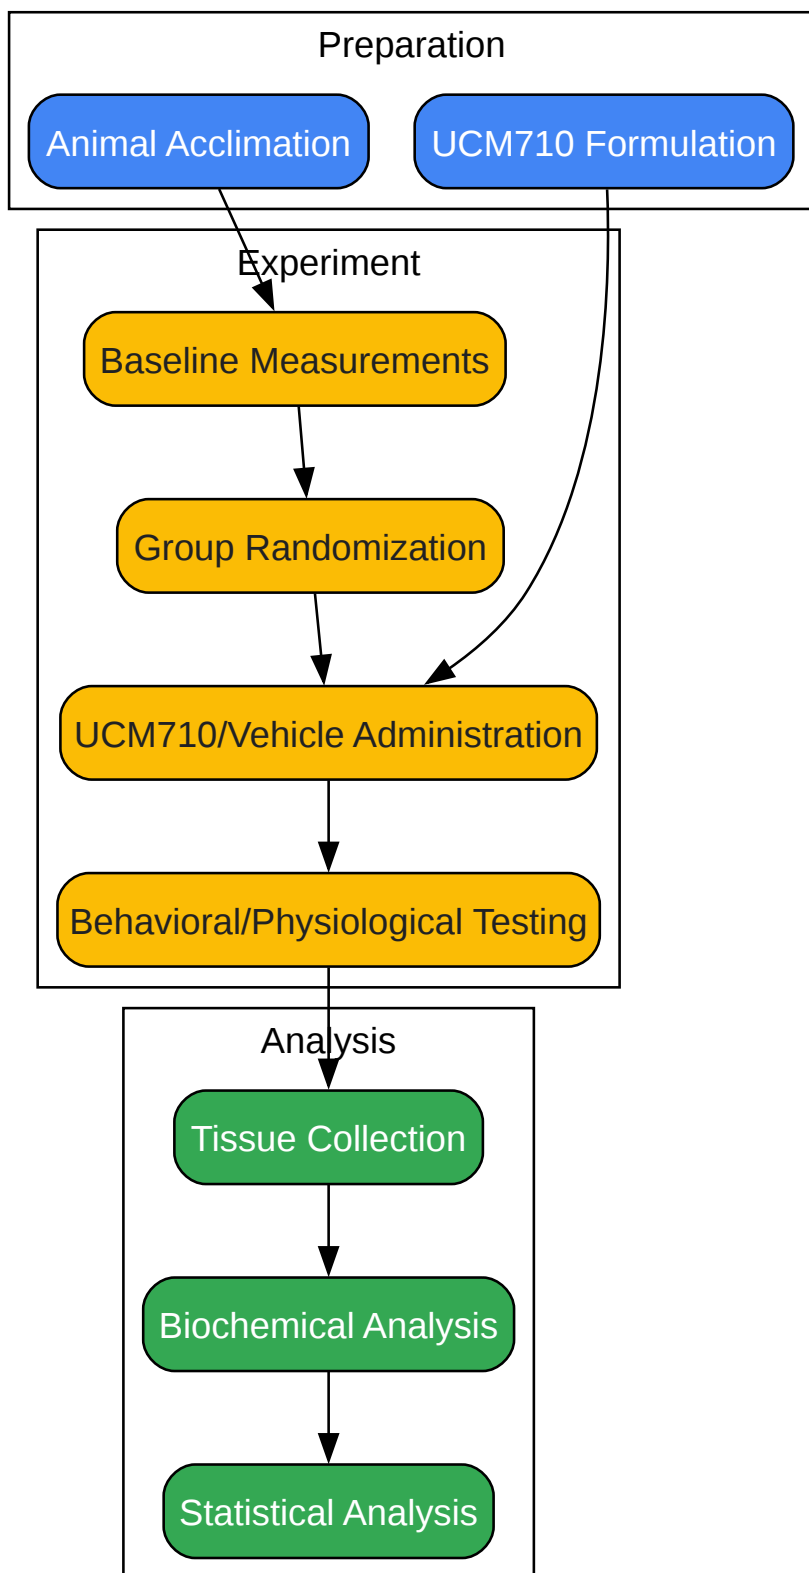 Preparation
Animal Acclimation
UCM710 Formulation
Experiment
Baseline Measurements
Group Randomization
UCM710/Vehicle Administration
Behavioral/Physiological Testing
Analysis
Tissue Collection
Biochemical Analysis
Statistical Analysis